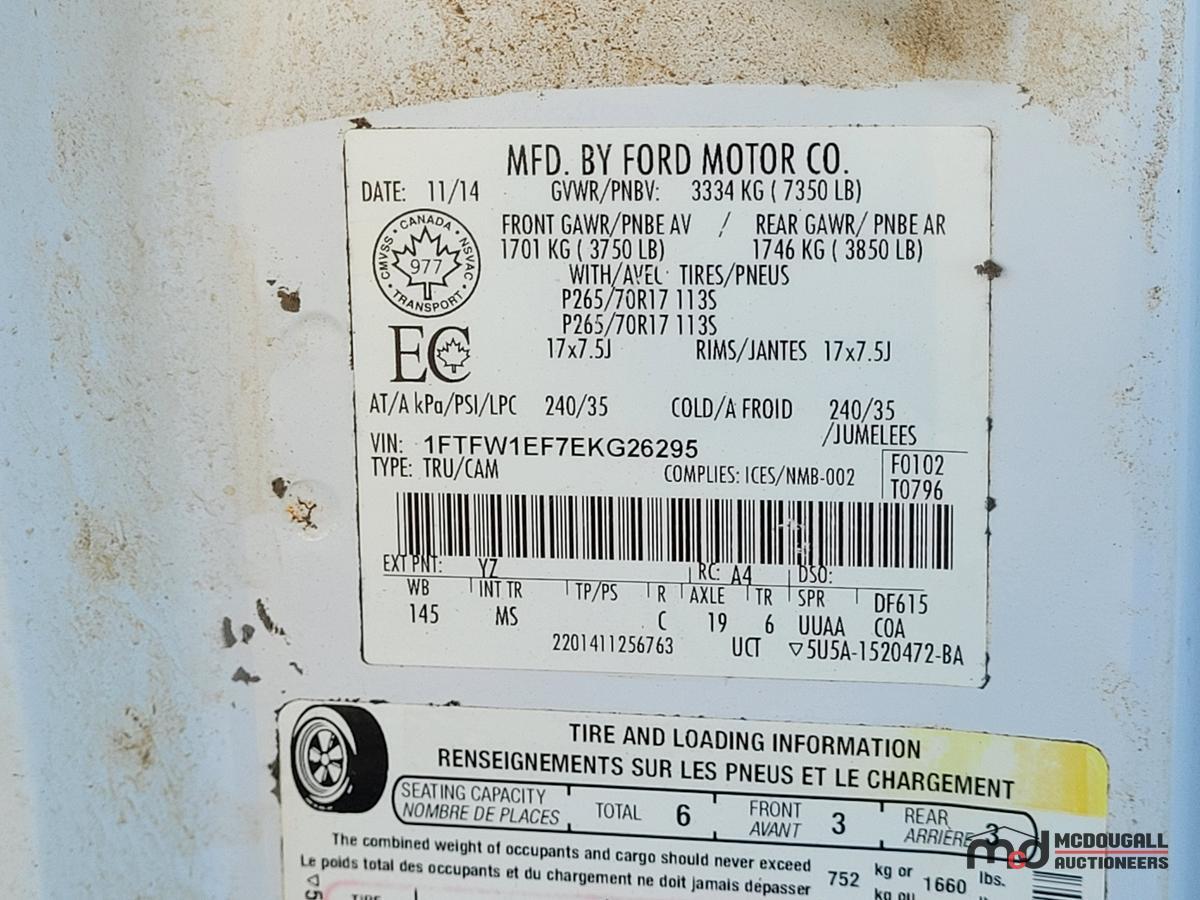 MFD. BY FORD MOTOR CO.
DATE: 11/14 GVWR/PNBV: 3334 KG ( 7350 LB)
FRONT GAWR/PNBE AV / REAR GAWR/ PNBE AR
1701 KG ( 3750 LB) 1746 KG ( 3850 LB)
WITH/AVEC TIRES/PNEUS
P265/70R17 113S
P265/70R17 113S
17x7.5J RIMS/JANTES 17x7.5J
CANADA
CMVSS • NSVAC
977
TRANSPORT
EC
AT/A kPa/PSI/LPC 240/35 COLD/A FROID 240/35
/JUMELEES
VIN: 1FTFW1EF7EKG26295
TYPE: TRU/CAM COMPLIES: ICES/NMB-002
F0102
T0796
EXT PNT: YZ RC: A4 DSO:
WB INT TR TP/PS R AXLE TR SPR DF615
145 MS C 19 6 UUAA COA
2201411256763 UCT ▽5U5A-1520472-BA
TIRE AND LOADING INFORMATION
RENSEIGNEMENTS SUR LES PNEUS ET LE CHARGEMENT
SEATING CAPACITY
NOMBRE DE PLACES
TOTAL 6
FRONT
AVANT 3
REAR
ARRIÈRE 3
The combined weight of occupants and cargo should never exceed
Le poids total des occupants et du chargement ne doit jamais dépasser
752 kg or 1660 lbs.
kg ou
mcd MCDOUGALL
AUCTIONEERS